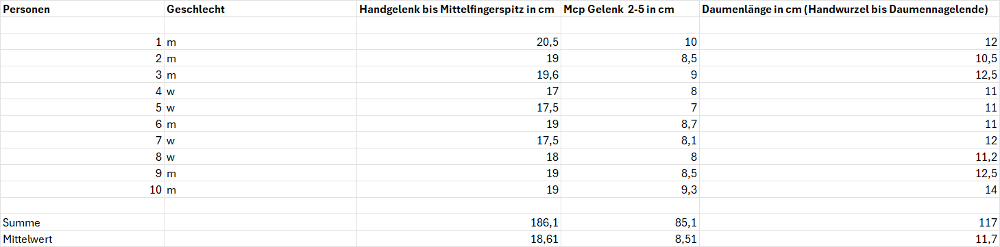 Personen Geschlecht Handgelenk bis Mittelfingerspitz in cm Mcp Gelenk  2-5 in cm Daumenlänge in cm (Handwurzel bis Daumennagelende)
1 m 20,5 10 12
2 m 19 8,5 10,5
3 m 19,6 9 12,5
4 w 17 8 11
5 w 17,5 7 11
6 m 19 8,7 11
7 w 17,5 8,1 12
8 w 18 8 11,2
9 m 19 8,5 12,5
10 m 19 9,3 14
Summe 186,1 85,1 117
Mittelwert 18,61 8,51 11,7